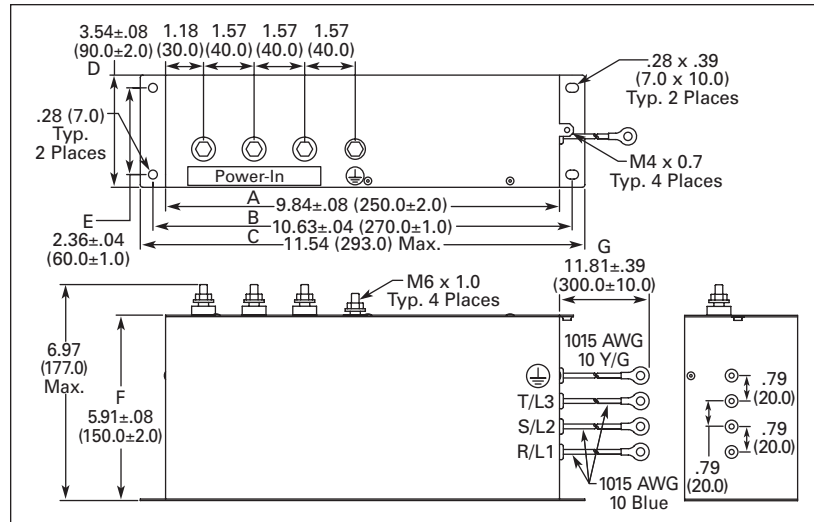 3.54±.08
(90.0±2.0)
D
1.18
(30.0)
1.57
(40.0)
1.57
(40.0)
1.57
(40.0)
.28 x .39
(7.0 x 10.0)
Typ. 2 Places
.28 (7.0)
Typ.
2 Places
M4 x 0.7
Typ. 4 Places
Power-In
E
2.36±.04
(60.0±1.0)
A
9.84±.08 (250.0±2.0)
B
10.63±.04 (270.0±1.0)
C
11.54 (293.0) Max.
G
11.81±.39
(300.0±10.0)
M6 x 1.0
Typ. 4 Places
6.97
(177.0)
Max.
F
5.91±.08
(150.0±2.0)
1015 AWG
10 Y/G
T/L3
S/L2
R/L1
1015 AWG
10 Blue
.79
(20.0)
.79
(20.0)
.79
(20.0)